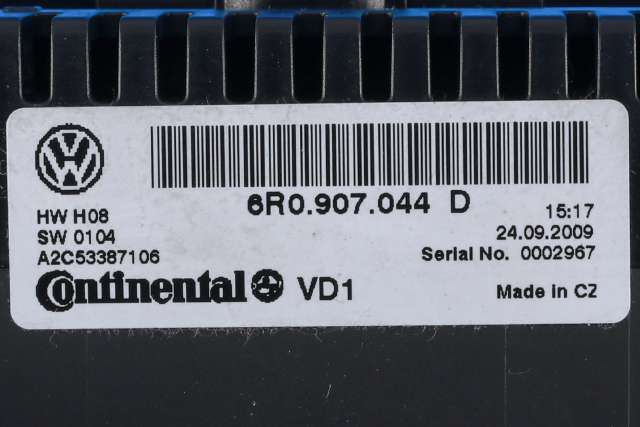 6R0.907.044 D
HW H08
SW 0104
A2C53387106
15:17
24.09.2009
Serial No. 0002967
Continental VD1
Made in CZ